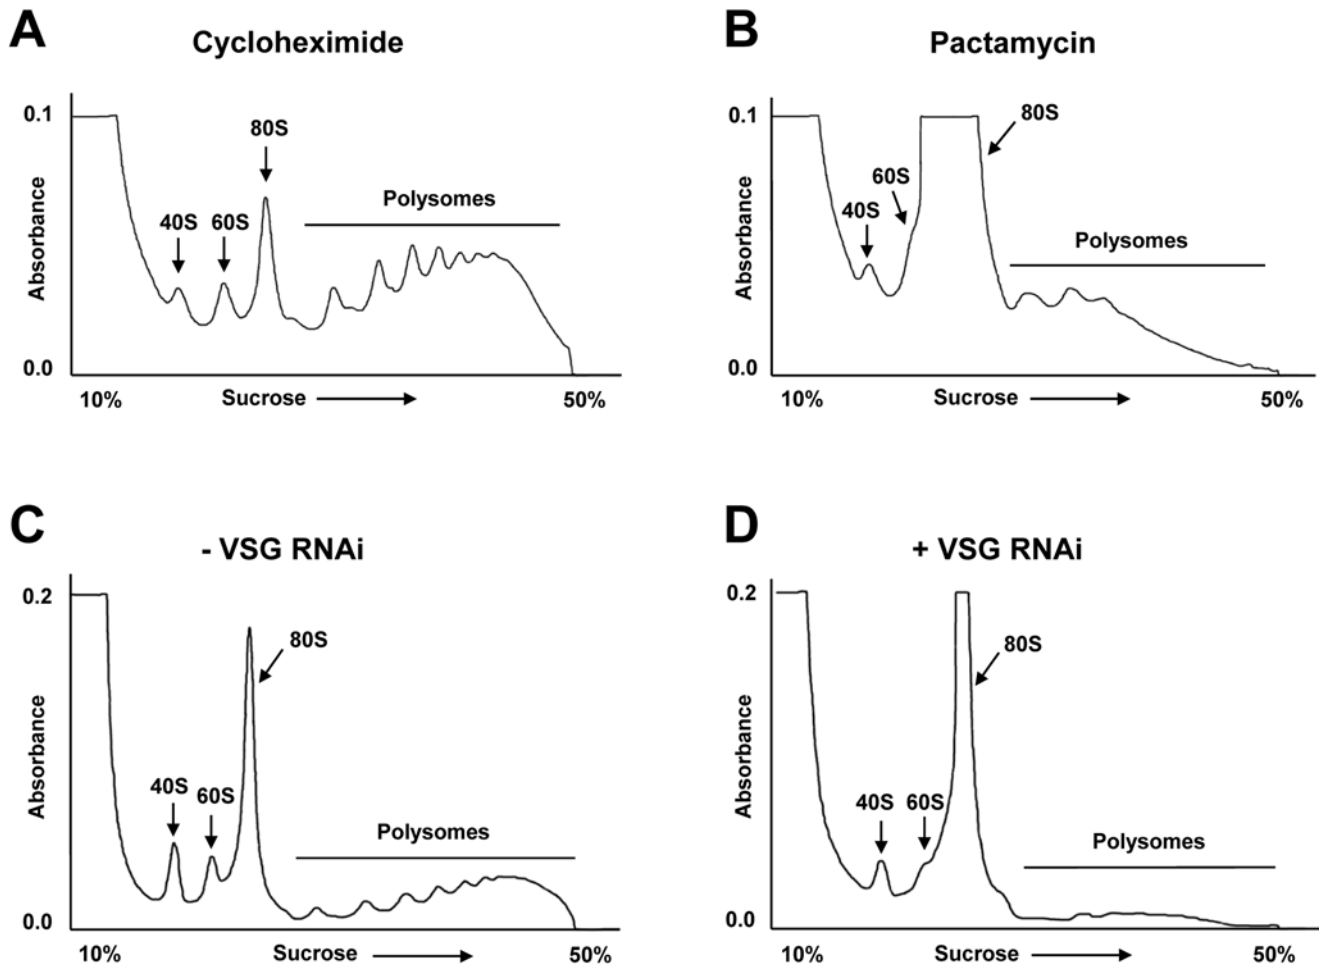 A
Cycloheximide
0.1
80S
40S
60S
Polysomes
Absorbance
0.0
10%
Sucrose
50%
B
Pactamycin
0.1
80S
60S
40S
Polysomes
Absorbance
0.0
10%
Sucrose
50%
C
- VSG RNAi
0.2
80S
40S
60S
Polysomes
Absorbance
0.0
10%
Sucrose
50%
D
+ VSG RNAi
0.2
80S
40S
60S
Polysomes
Absorbance
0.0
10%
Sucrose
50%